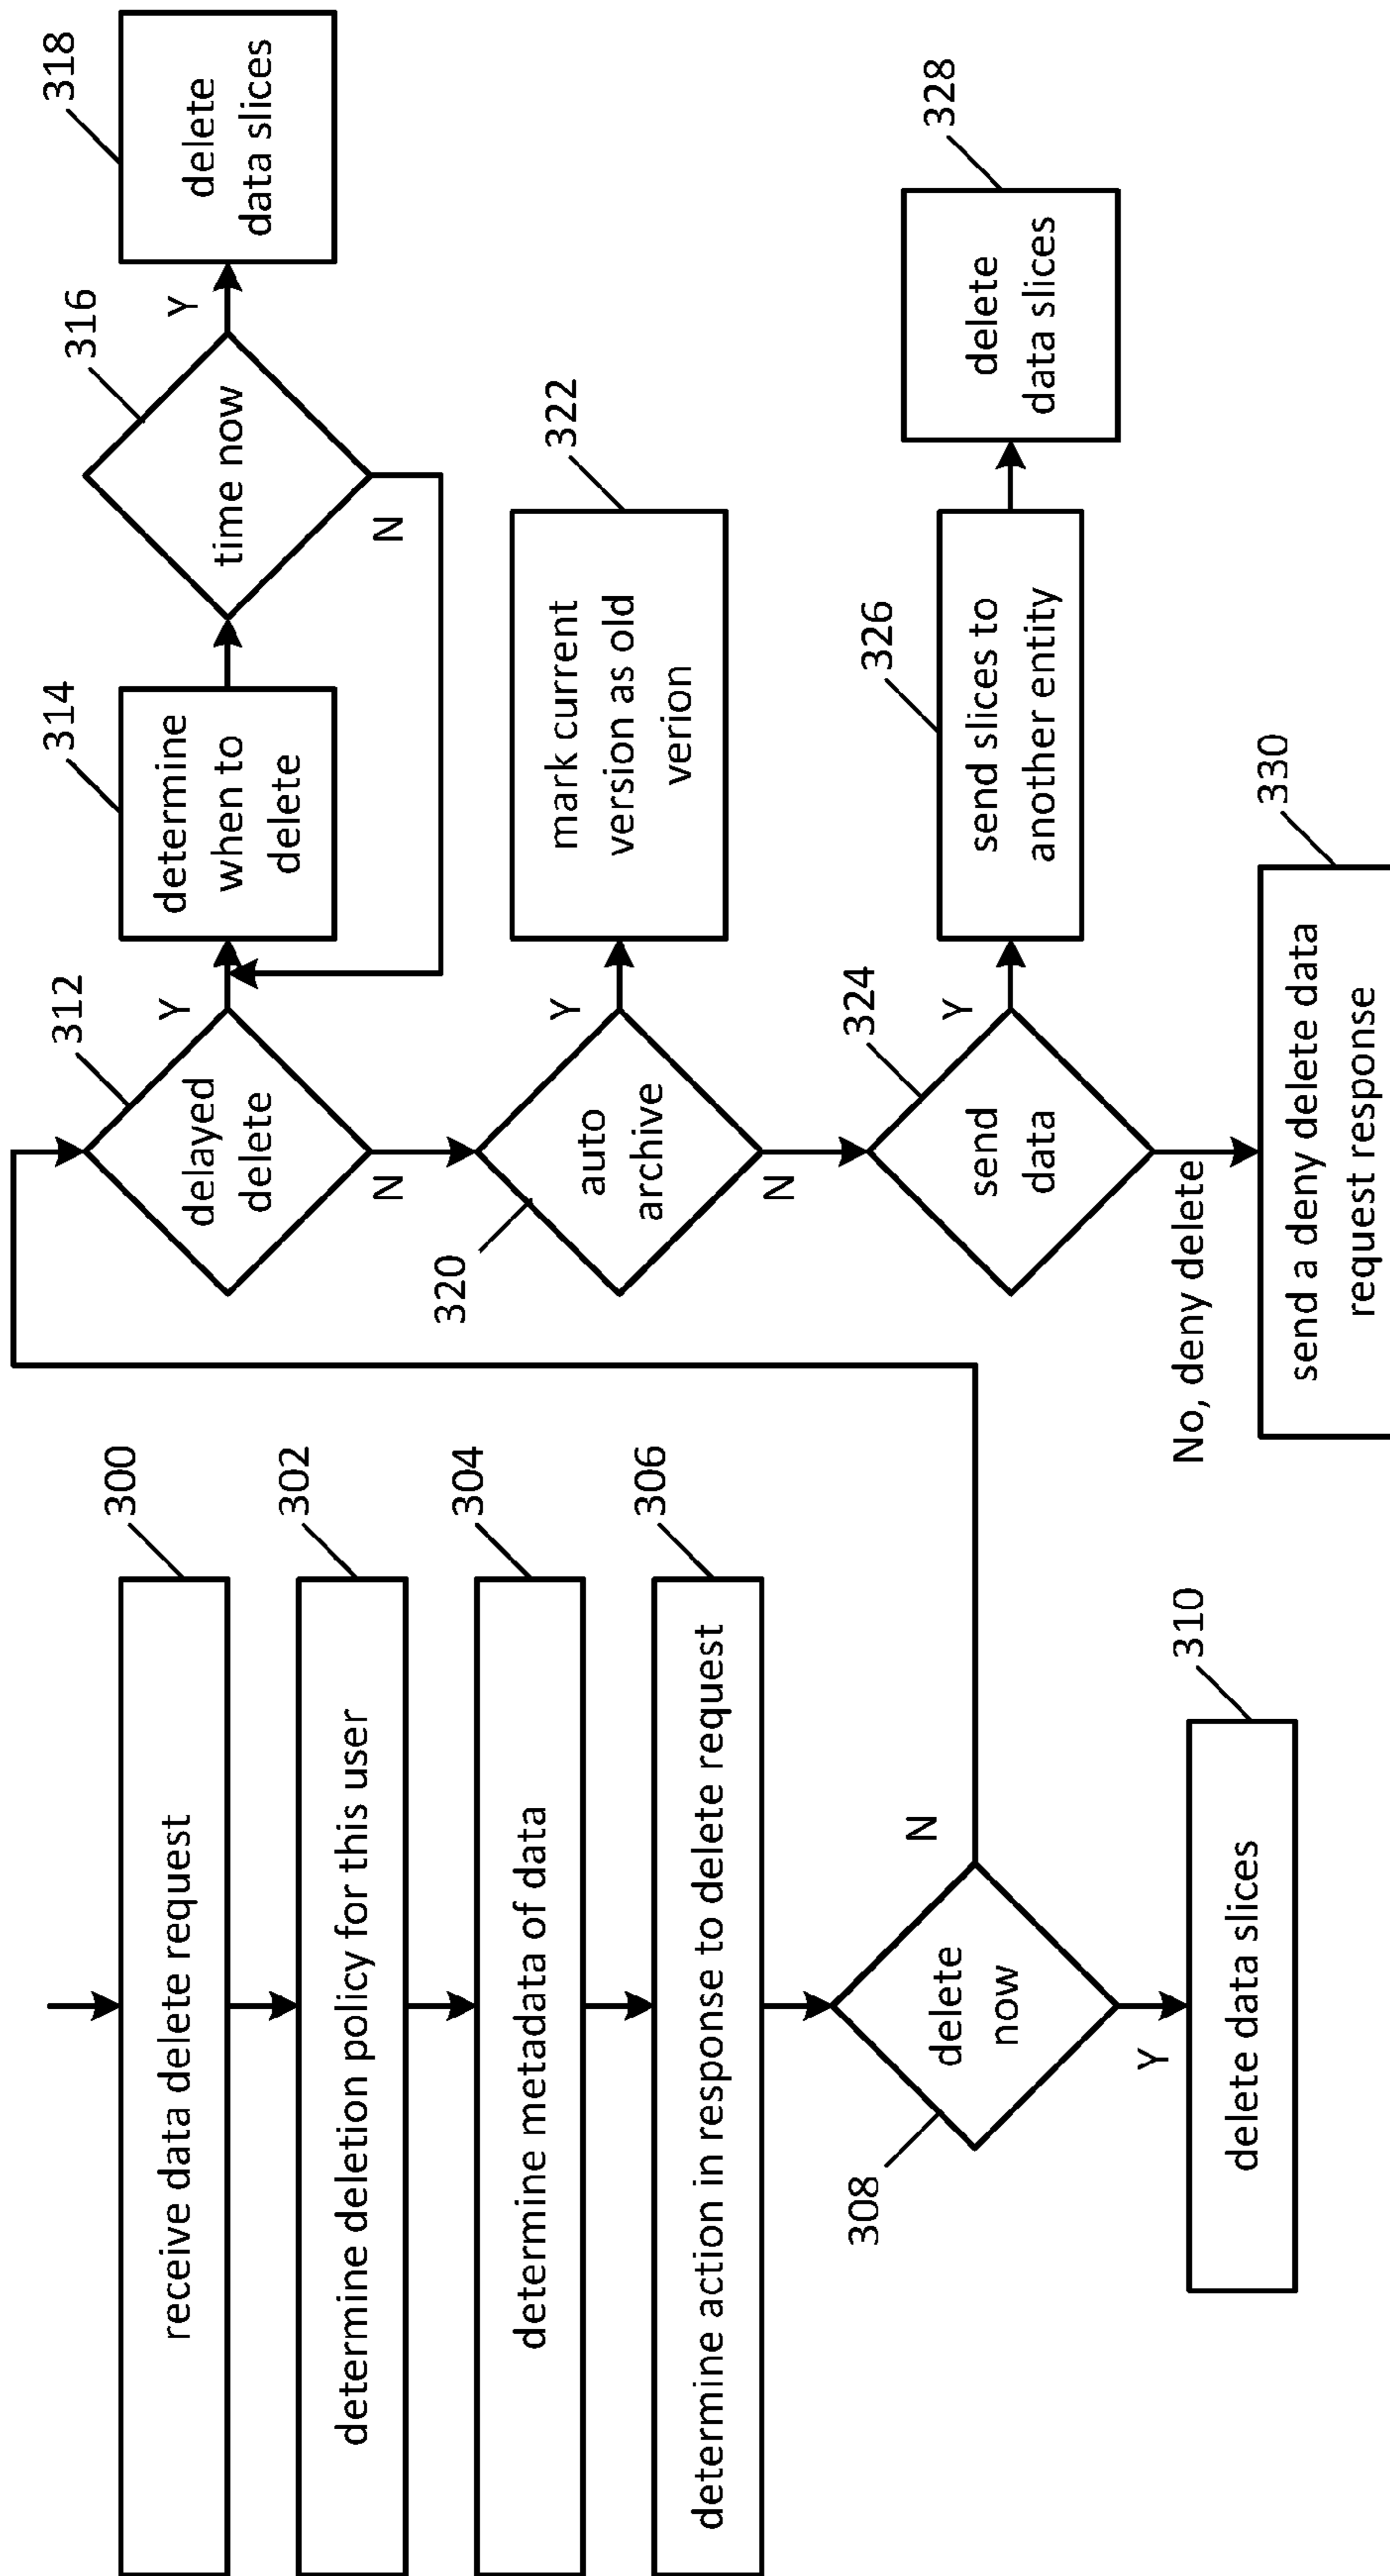 300
receive data delete request
302
determine deletion policy for this user
304
determine metadata of data
306
determine action in response to delete request
308
delete
now
N
Y
310
delete data slices
312
delayed
delete
Y
N
314
determine
when to
delete
316
time now
Y
N
318
delete
data slices
320
auto
archive
Y
N
322
mark current
version as old
verion
324
send
data
Y
No, deny delete
326
send slices to
another entity
328
delete
data slices
330
send a deny delete data
request response